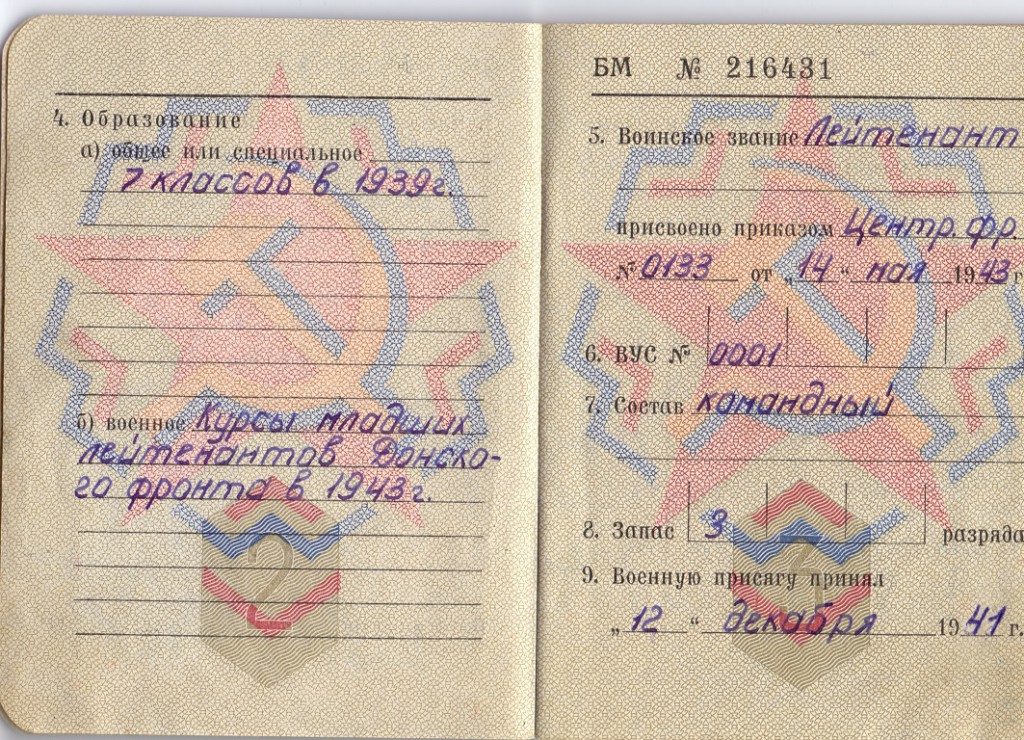 4. Образование
а) общее или специальное
7 классов в 1939г.
б) военное Курсы младших
лейтенантов Донско-
го фронта в 1943г.
БМ № 216431
5. Воинское звание Лейтенант
присвоено приказом Центр. фр.
№ 0133 от „14“ мая 1943 г
6. ВУС № 0001
7. Состав командный
8. Запас 3 разряда
9. Военную присягу принял
„12“ декабря 1941 г.